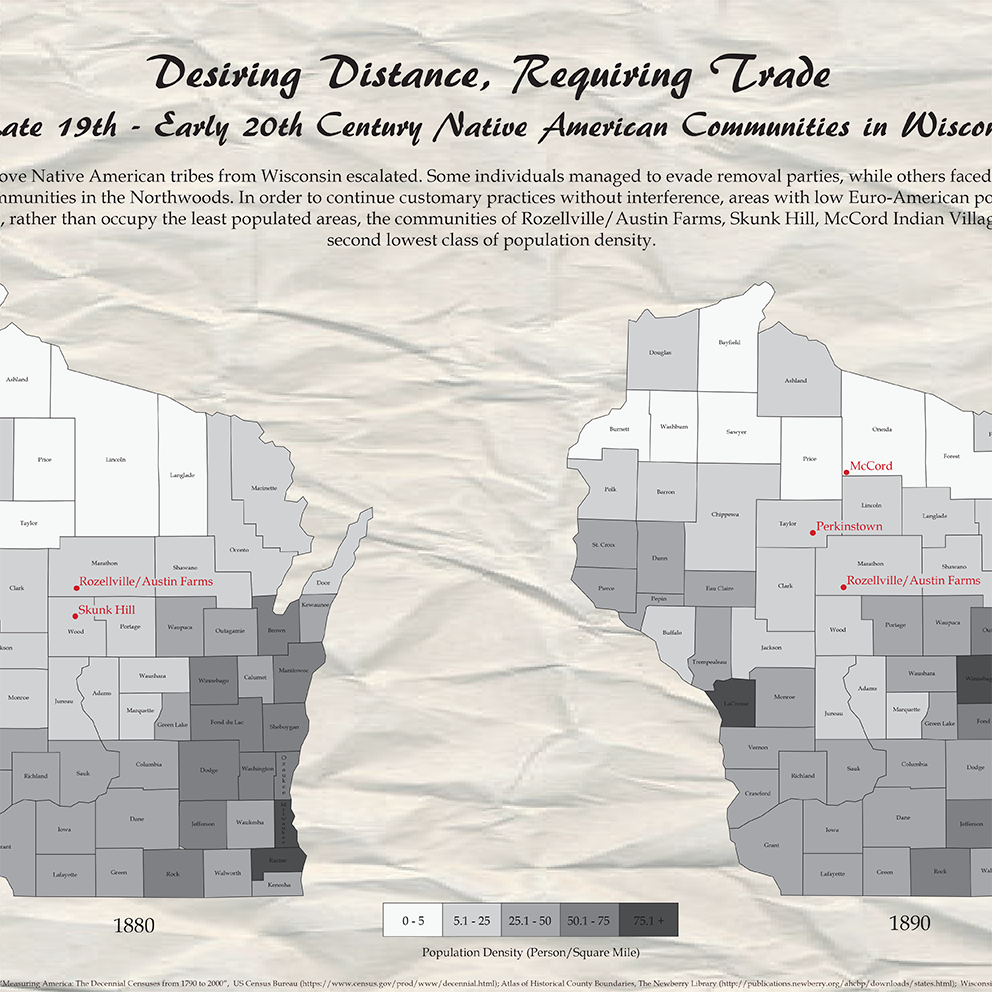 Desiring Distance, Requiring Trade
ate 19th - Early 20th Century Native American Communities in Wiscon
ove Native American tribes from Wisconsin escalated. Some individuals managed to evade removal parties, while others faced
mmunities in the Northwoods. In order to continue customary practices without interference, areas with low Euro-American po
, rather than occupy the least populated areas, the communities of Rozellville/Austin Farms, Skunk Hill, McCord Indian Villag
second lowest class of population density.
Ashland
Price
Lincoln
Langlade
Marinette
Taylor
Oconto
Marathon
Shawano
Door
Clark
Rozellville/Austin Farms
Kewaunee
Skunk Hill
Wood
Portage
Waupaca
Outagamie
Brown
kson
Waushara
Winnebago
Calumet
Manitowoc
Monroe
Juneau
Adams
Marquette
Green Lake
Fond du Lac
Sheboygan
Richland
Sauk
Columbia
Dodge
Washington
Ozaukee
Iowa
Dane
Jefferson
Waukesha
Milwaukee
rant
Lafayette
Green
Rock
Walworth
Racine
Kenosha
1880
Douglas
Bayfield
Ashland
Burnett
Washburn
Sawyer
Price
Oneida
Forest
F
McCord
Polk
Barron
Chippewa
Taylor
Lincoln
Langlade
Perkinstown
St. Croix
Dunn
Marathon
Shawano
Pierce
Pepin
Eau Claire
Clark
Rozellville/Austin Farms
Buffalo
Trempealeau
Jackson
Wood
Portage
Waupaca
Out
LaCrosse
Monroe
Juneau
Adams
Waushara
Marquette
Green Lake
Winnebago
Fond
Vernon
Richland
Sauk
Columbia
Dodge
Crawford
Grant
Iowa
Dane
Jefferson
Lafayette
Green
Rock
Wal
1890
0 - 5
5.1 - 25
25.1 - 50
50.1 - 75
75.1 +
Population Density (Person/Square Mile)
"Measuring America: The Decennial Censuses from 1790 to 2000", US Census Bureau (https://www.census.gov/prod/www/decennial.html); Atlas of Historical County Boundaries, The Newberry Library (http://publications.newberry.org/ahcbp/downloads/states.html); Wisconsi